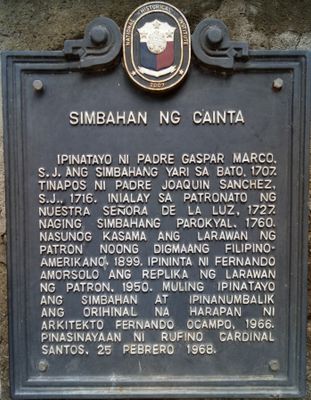 NATIONAL HISTORICAL INSTITUTE
2007
SIMBAHAN NG CAINTA
IPINATAYO NI PADRE GASPAR MARCO,
S.J. ANG SIMBAHANG YARI SA BATO, 1707.
TINAPOS NI PADRE JOAQUIN SANCHEZ,
S.J., 1716. INIALAY SA PATRONATO NG
NUESTRA SEÑORA DE LA LUZ, 1727.
NAGING SIMBAHANG PAROKYAL, 1760.
NASUNOG KASAMA ANG LARAWAN NG
PATRON NOONG DIGMAANG FILIPINO-
AMERIKANO, 1899. IPININTA NI FERNANDO
AMORSOLO ANG REPLIKA NG LARAWAN
NG PATRON, 1950. MULING IPINATAYO
ANG SIMBAHAN AT IPINANUMBALIK
ANG ORIHINAL NA HARAPAN NI
ARKITEKTO FERNANDO OCAMPO, 1966.
PINASINAYAAN NI RUFINO CARDINAL
SANTOS, 25 PEBRERO 1968.